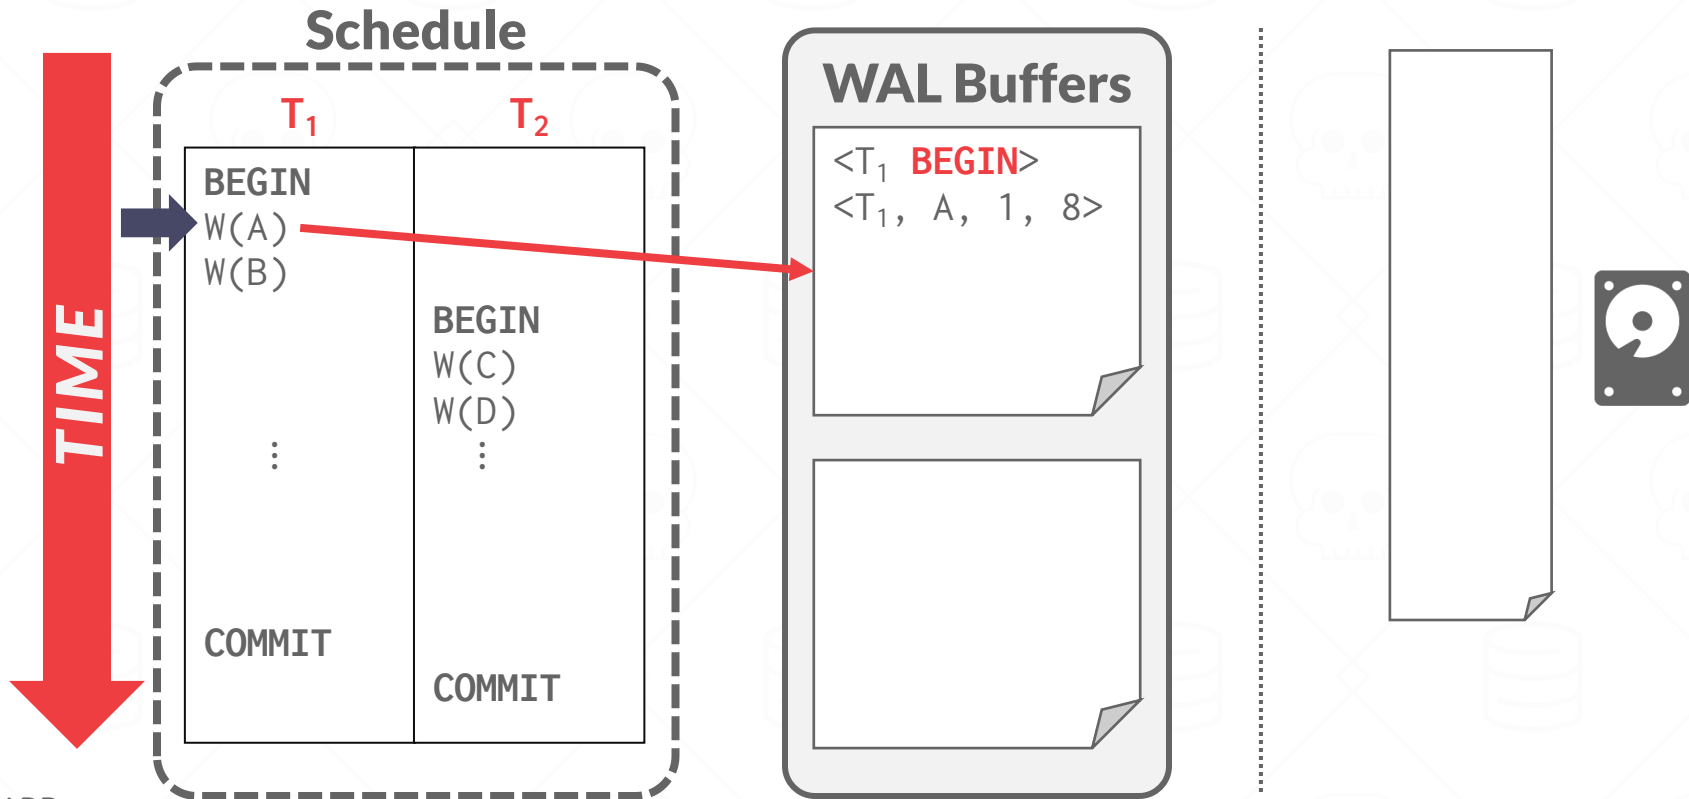 Schedule
TIME
T₁ T₂
BEGIN
W(A)
W(B)
⋮
COMMIT
BEGIN
W(C)
W(D)
⋮
COMMIT
WAL Buffers
<T₁ BEGIN>
<T₁, A, 1, 8>